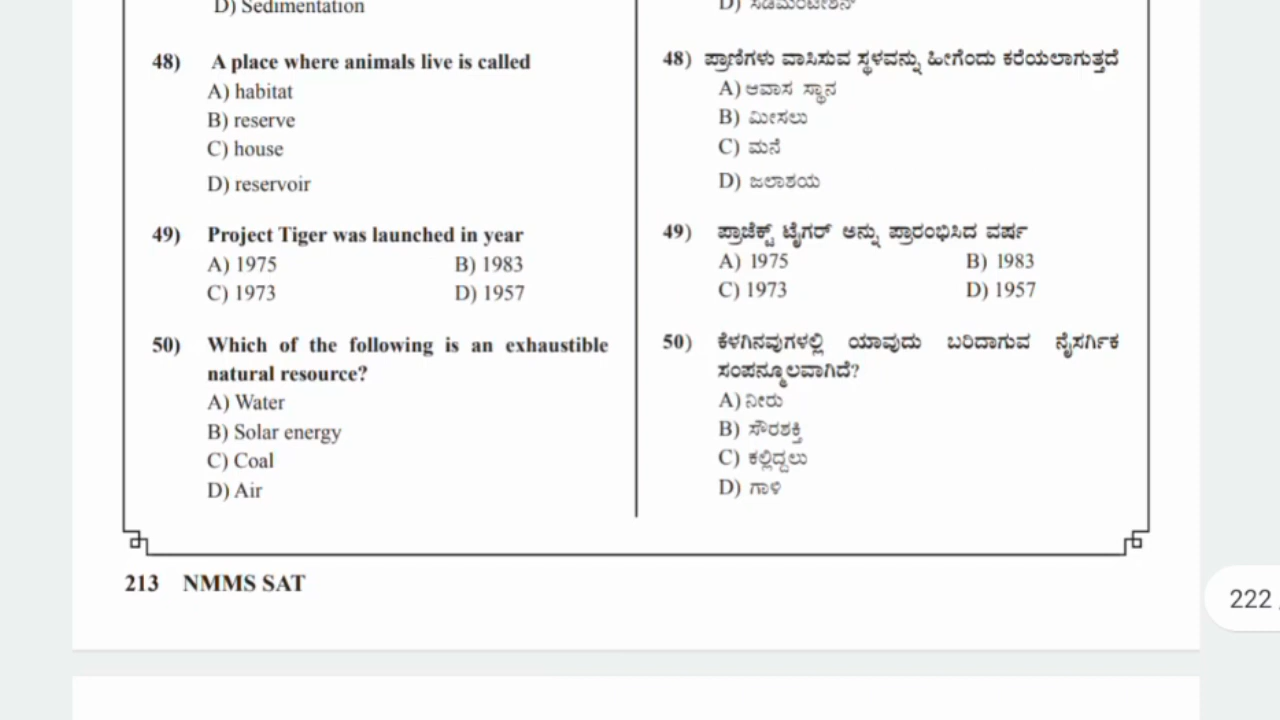 D) Sedimentation
48) A place where animals live is called
A) habitat
B) reserve
C) house
D) reservoir
49) Project Tiger was launched in year
A) 1975 B) 1983
C) 1973 D) 1957
50) Which of the following is an exhaustible
natural resource?
A) Water
B) Solar energy
C) Coal
D) Air
D) ಸೆಡಿಮೆಂಟೇಶನ್
48) ಪ್ರಾಣಿಗಳು ವಾಸಿಸುವ ಸ್ಥಳವನ್ನು ಹೀಗೆಂದು ಕರೆಯಲಾಗುತ್ತದೆ
A) ಆವಾಸ ಸ್ಥಾನ
B) ಮೀಸಲು
C) ಮನೆ
D) ಜಲಾಶಯ
49) ಪ್ರಾಜೆಕ್ಟ್ ಟೈಗರ್ ಅನ್ನು ಪ್ರಾರಂಭಿಸಿದ ವರ್ಷ
A) 1975 B) 1983
C) 1973 D) 1957
50) ಕೆಳಗಿನವುಗಳಲ್ಲಿ ಯಾವುದು ಬರಿದಾಗುವ ನೈಸರ್ಗಿಕ
ಸಂಪನ್ಮೂಲವಾಗಿದೆ?
A) ನೀರು
B) ಸೌರಶಕ್ತಿ
C) ಕಲ್ಲಿದ್ದಲು
D) ಗಾಳಿ
213 NMMS SAT
222